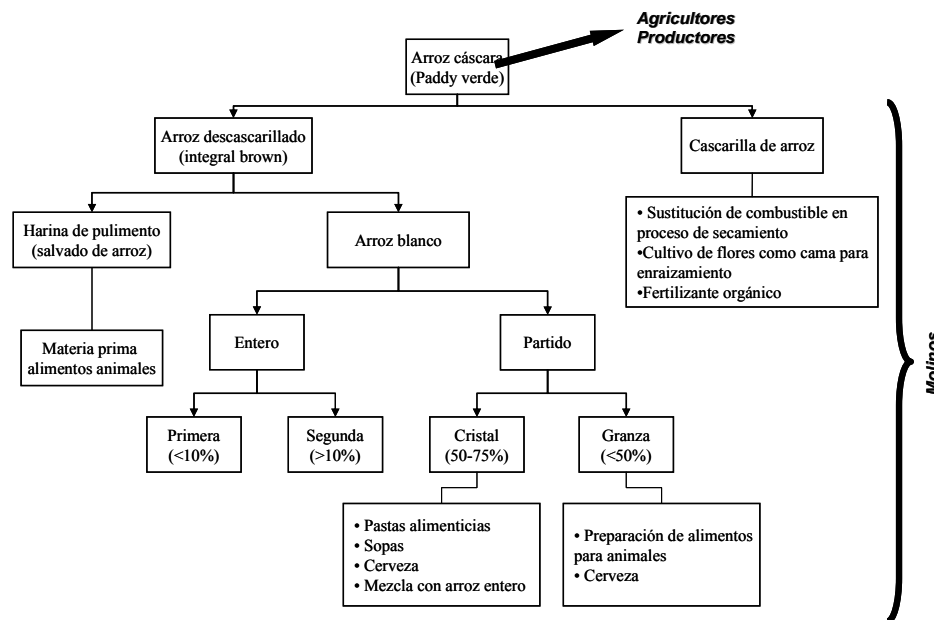 Agricultores
Productores
Arroz cáscara
(Paddy verde)
Arroz descascarillado
(integral brown)
Cascarilla de arroz
Harina de pulimento
(salvado de arroz)
Arroz blanco
• Sustitución de combustible en
proceso de secamiento
•Cultivo de flores como cama para
enraizamiento
•Fertilizante orgánico
Materia prima
alimentos animales
Entero
Partido
Molinos
Primera
(<10%)
Segunda
(>10%)
Cristal
(50-75%)
Granza
(<50%)
• Pastas alimenticias
• Sopas
• Cerveza
• Mezcla con arroz entero
• Preparación de alimentos
para animales
• Cerveza